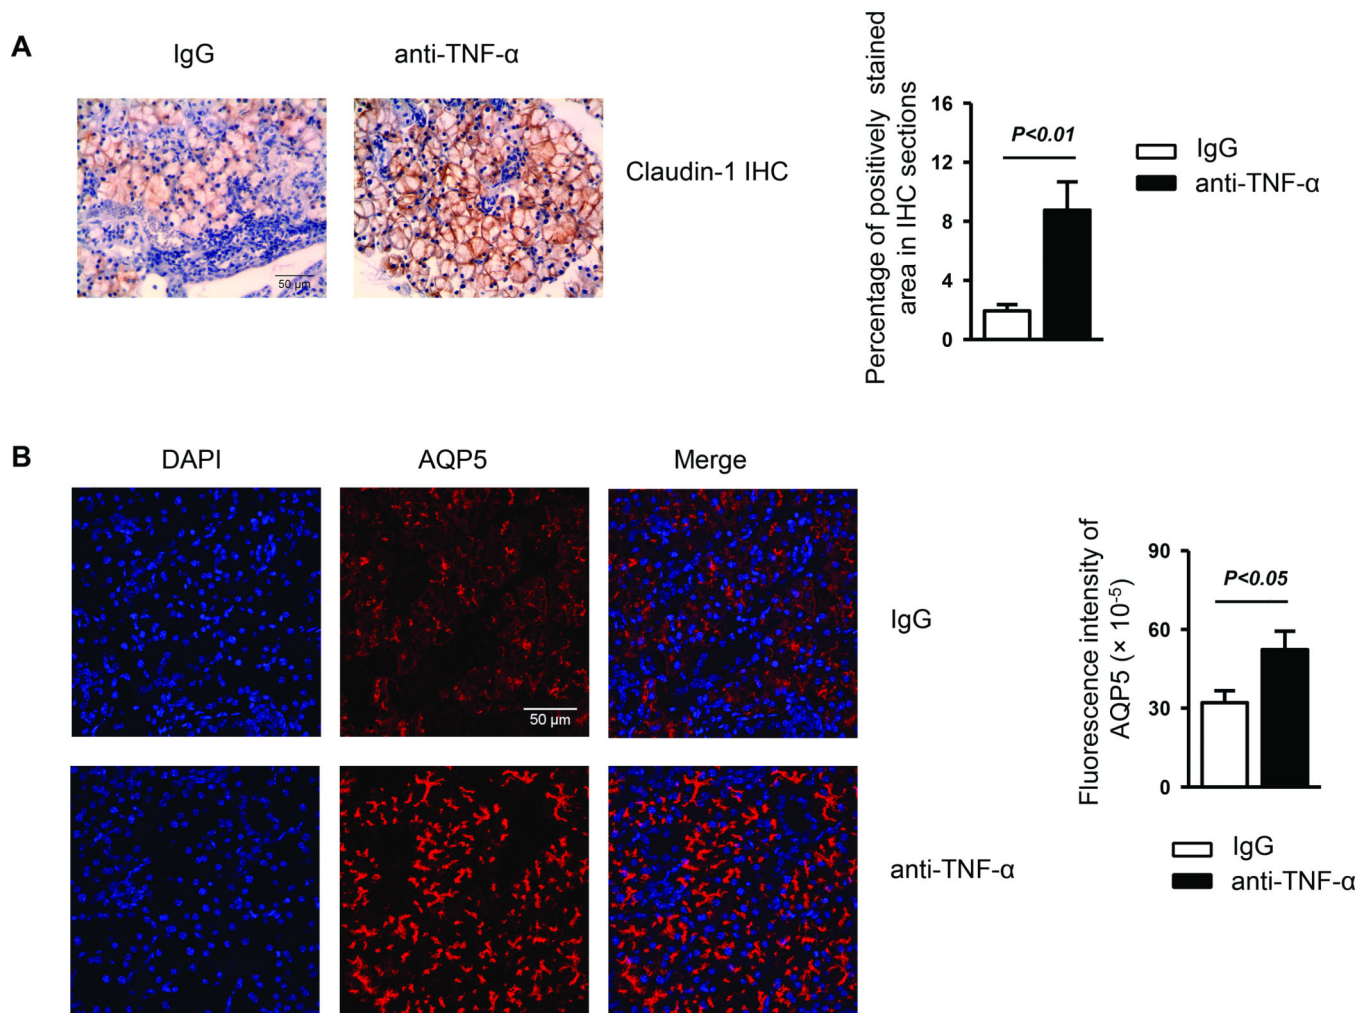 A
IgG
anti-TNF-α
50 µm
Claudin-1 IHC
Percentage of positively stained
area in IHC sections
16
12
8
4
0
P<0.01
IgG
anti-TNF-α
B
DAPI
AQP5
Merge
50 µm
IgG
anti-TNF-α
Fluorescence intensity of
AQP5 (× 10⁻⁵)
90
60
30
0
P<0.05
IgG
anti-TNF-α